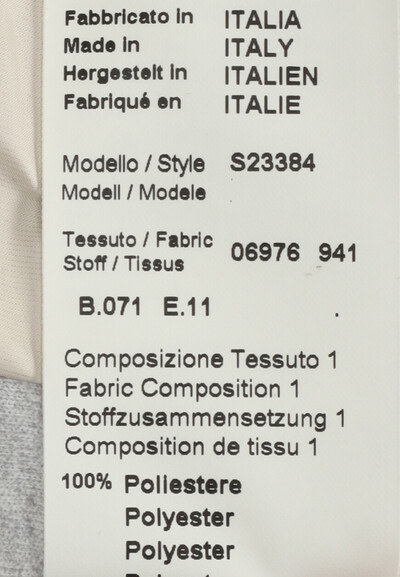 Fabbricato in ITALIA
Made in ITALY
Hergestelt in ITALIEN
Fabriqué en ITALIE
Modello / Style S23384
Modell / Modele
Tessuto / Fabric 06976 941
Stoff / Tissus
B.071 E.11
Composizione Tessuto 1
Fabric Composition 1
Stoffzusammensetzung 1
Composition de tissu 1
100% Poliestere
Polyester
Polyester